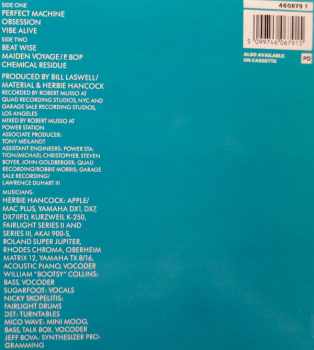 SIDE ONE
PERFECT MACHINE
OBSESSION
VIBE ALIVE
SIDE TWO
BEAT WISE
MAIDEN VOYAGE/P. BOP
CHEMICAL RESIDUE
PRODUCED BY BILL LASWELL/
MATERIAL & HERBIE HANCOCK
RECORDED BY ROBERT MUSSO AT
QUAD RECORDING STUDIOS, NYC AND
GARAGE SALE RECORDING STUDIOS,
LOS ANGELES
MIXED BY ROBERT MUSSO AT
POWER STATION
ASSOCIATE PRODUCER:
TONY MEILANDT
ASSISTANT ENGINEERS: POWER STA-
TION/MICHAEL CHRISTOPHER, STEVEN
BOYER, JOHN GOLDBERGER, QUAD
RECORDING/ROBBIE MORRIS; GARAGE
SALE RECORDING/
LAWRENCE DUHART III
MUSICIANS:
HERBIE HANCOCK: APPLE/
MAC PLUS, YAMAHA DX1, DX7,
DX7IIFD, KURZWEIL K-250,
FAIRLIGHT SERIES II AND
SERIES III, AKAI 900-S,
ROLAND SUPER JUPITER,
RHODES CHROMA, OBERHEIM
MATRIX 12, YAMAHA TX 8/16,
ACOUSTIC PIANO, VOCODER
WILLIAM "BOOTSY" COLLINS:
BASS, VOCODER
SUGARFOOT: VOCALS
NICKY SKOPELITIS:
FAIRLIGHT DRUMS
DST: TURNTABLES
MICO WAVE: MINI MOOG,
BASS, TALK BOX, VOCODER
JEFF BOVA: SYNTHESIZER PRO-
GRAMMING
460679 1
5 099746 067915
ALSO AVAILABLE
ON CASSETTE